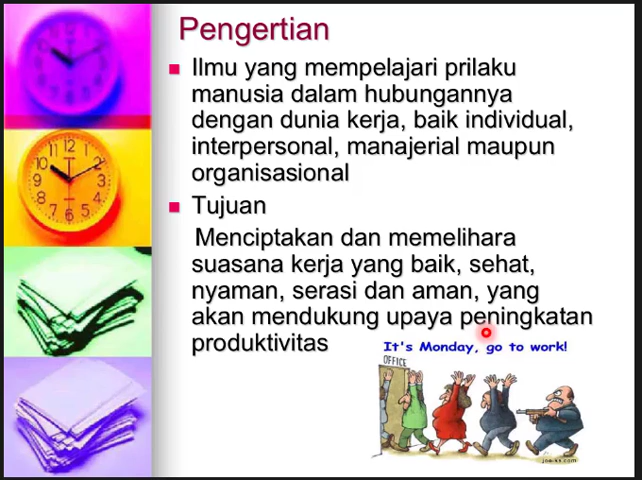 Pengertian
Ilmu yang mempelajari prilaku
manusia dalam hubungannya
dengan dunia kerja, baik individual,
interpersonal, manajerial maupun
organisasional
Tujuan
Menciptakan dan memelihara
suasana kerja yang baik, sehat,
nyaman, serasi dan aman, yang
akan mendukung upaya peningkatan
produktivitas
It's Monday, go to work!
OFFICE